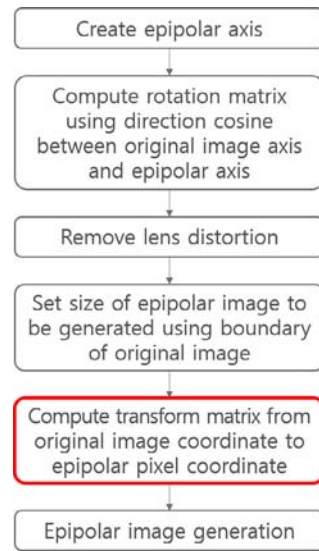 Create epipolar axis
Compute rotation matrix
using direction cosine
between original image axis
and epipolar axis
Remove lens distortion
Set size of epipolar image to
be generated using boundary
of original image
Compute transform matrix from
original image coordinate to
epipolar pixel coordinate
Epipolar image generation